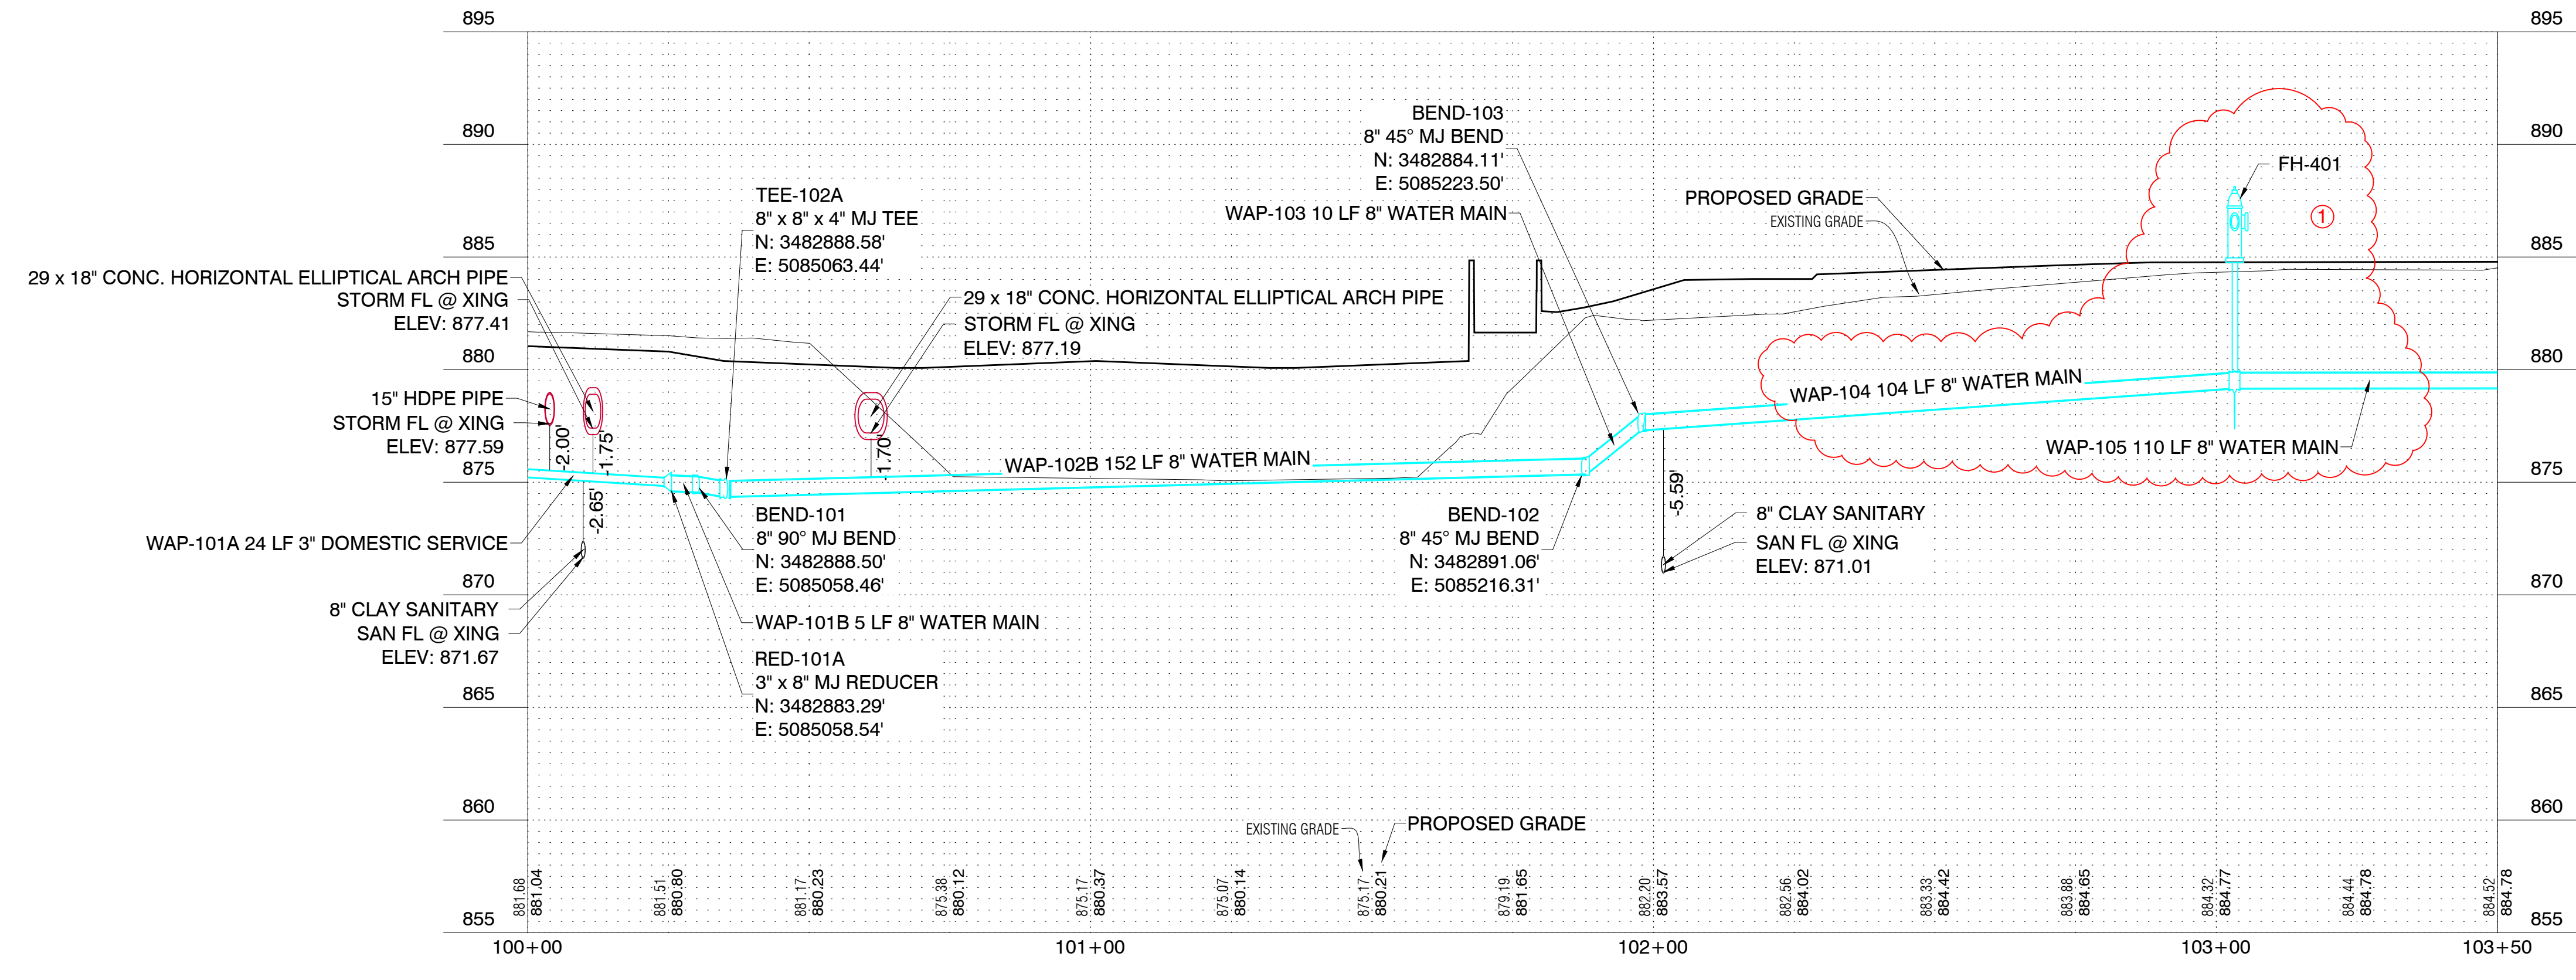 895
895
890
890
885
885
880
880
875
875
870
870
865
865
860
860
855
855
29 x 18" CONC. HORIZONTAL ELLIPTICAL ARCH PIPE
STORM FL @ XING
ELEV: 877.41
15" HDPE PIPE
STORM FL @ XING
ELEV: 877.59
WAP-101A 24 LF 3" DOMESTIC SERVICE
8" CLAY SANITARY
SAN FL @ XING
ELEV: 871.67
-2.00'
-1.75'
-2.65'
TEE-102A
8" x 8" x 4" MJ TEE
N: 3482888.58'
E: 5085063.44'
29 x 18" CONC. HORIZONTAL ELLIPTICAL ARCH PIPE
STORM FL @ XING
ELEV: 877.19
-1.70'
BEND-101
8" 90° MJ BEND
N: 3482888.50'
E: 5085058.46'
WAP-101B 5 LF 8" WATER MAIN
RED-101A
3" x 8" MJ REDUCER
N: 3482883.29'
E: 5085058.54'
WAP-102B 152 LF 8" WATER MAIN
BEND-103
8" 45° MJ BEND
N: 3482884.11'
E: 5085223.50'
WAP-103 10 LF 8" WATER MAIN
BEND-102
8" 45° MJ BEND
N: 3482891.06'
E: 5085216.31'
PROPOSED GRADE
EXISTING GRADE
-5.59'
8" CLAY SANITARY
SAN FL @ XING
ELEV: 871.01
WAP-104 104 LF 8" WATER MAIN
FH-401
1
WAP-105 110 LF 8" WATER MAIN
EXISTING GRADE
PROPOSED GRADE
881.68
881.04
881.51
880.80
881.17
880.23
875.38
880.12
875.17
880.37
875.07
880.14
875.17
880.21
879.19
881.65
882.20
883.57
882.56
884.02
883.33
884.42
883.88
884.65
884.32
884.77
884.44
884.78
884.52
884.78
100+00
101+00
102+00
103+00
103+50